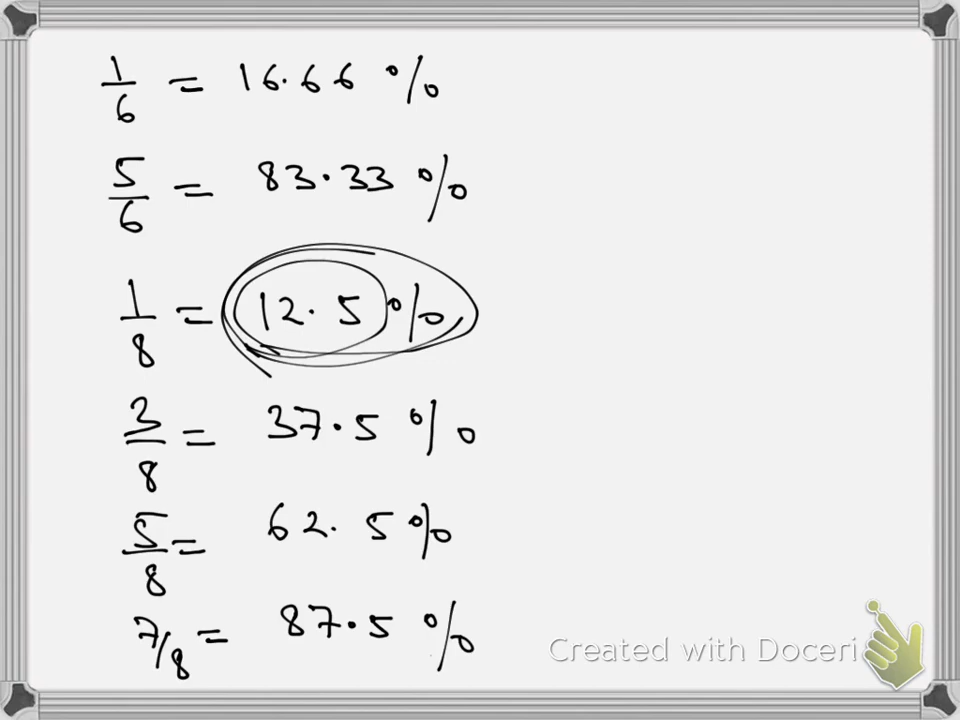 1/6 = 16.66 %
5/6 = 83.33 %
1/8 = 12.5 %
3/8 = 37.5 %
5/8 = 62.5 %
7/8 = 87.5 %
Created with Doceri